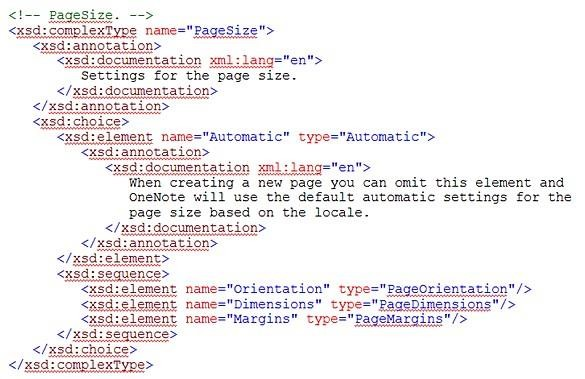 <!-- PageSize. -->
<xsd:complexType name="PageSize">
<xsd:annotation>
<xsd:documentation xml:lang="en">
Settings for the page size.
</xsd:documentation>
</xsd:annotation>
<xsd:choice>
<xsd:element name="Automatic" type="Automatic">
<xsd:annotation>
<xsd:documentation xml:lang="en">
When creating a new page you can omit this element and
OneNote will use the default automatic settings for the
page size based on the locale.
</xsd:documentation>
</xsd:annotation>
</xsd:element>
<xsd:sequence>
<xsd:element name="Orientation" type="PageOrientation"/>
<xsd:element name="Dimensions" type="PageDimensions"/>
<xsd:element name="Margins" type="PageMargins"/>
</xsd:sequence>
</xsd:choice>
</xsd:complexType>